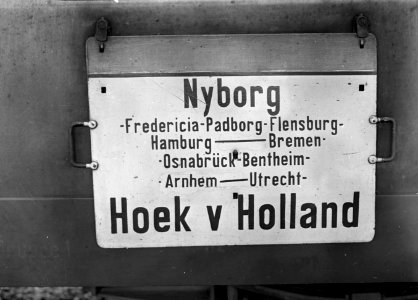 Nyborg
-Fredericia-Padborg-Flensburg-
Hamburg——Bremen-
-Osnabrück-Bentheim-
-Arnhem——Utrecht-
Hoek v Holland